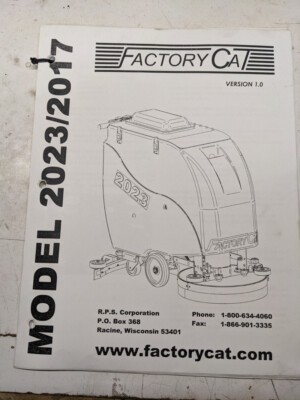 FACTORY CAT
VERSION 1.0
MODEL 2023/2017
2023
FACTORY CAT
R.P.S. Corporation
P.O. Box 368
Racine, Wisconsin 53401
Phone: 1-800-634-4060
Fax: 1-866-901-3335
www.factorycat.com